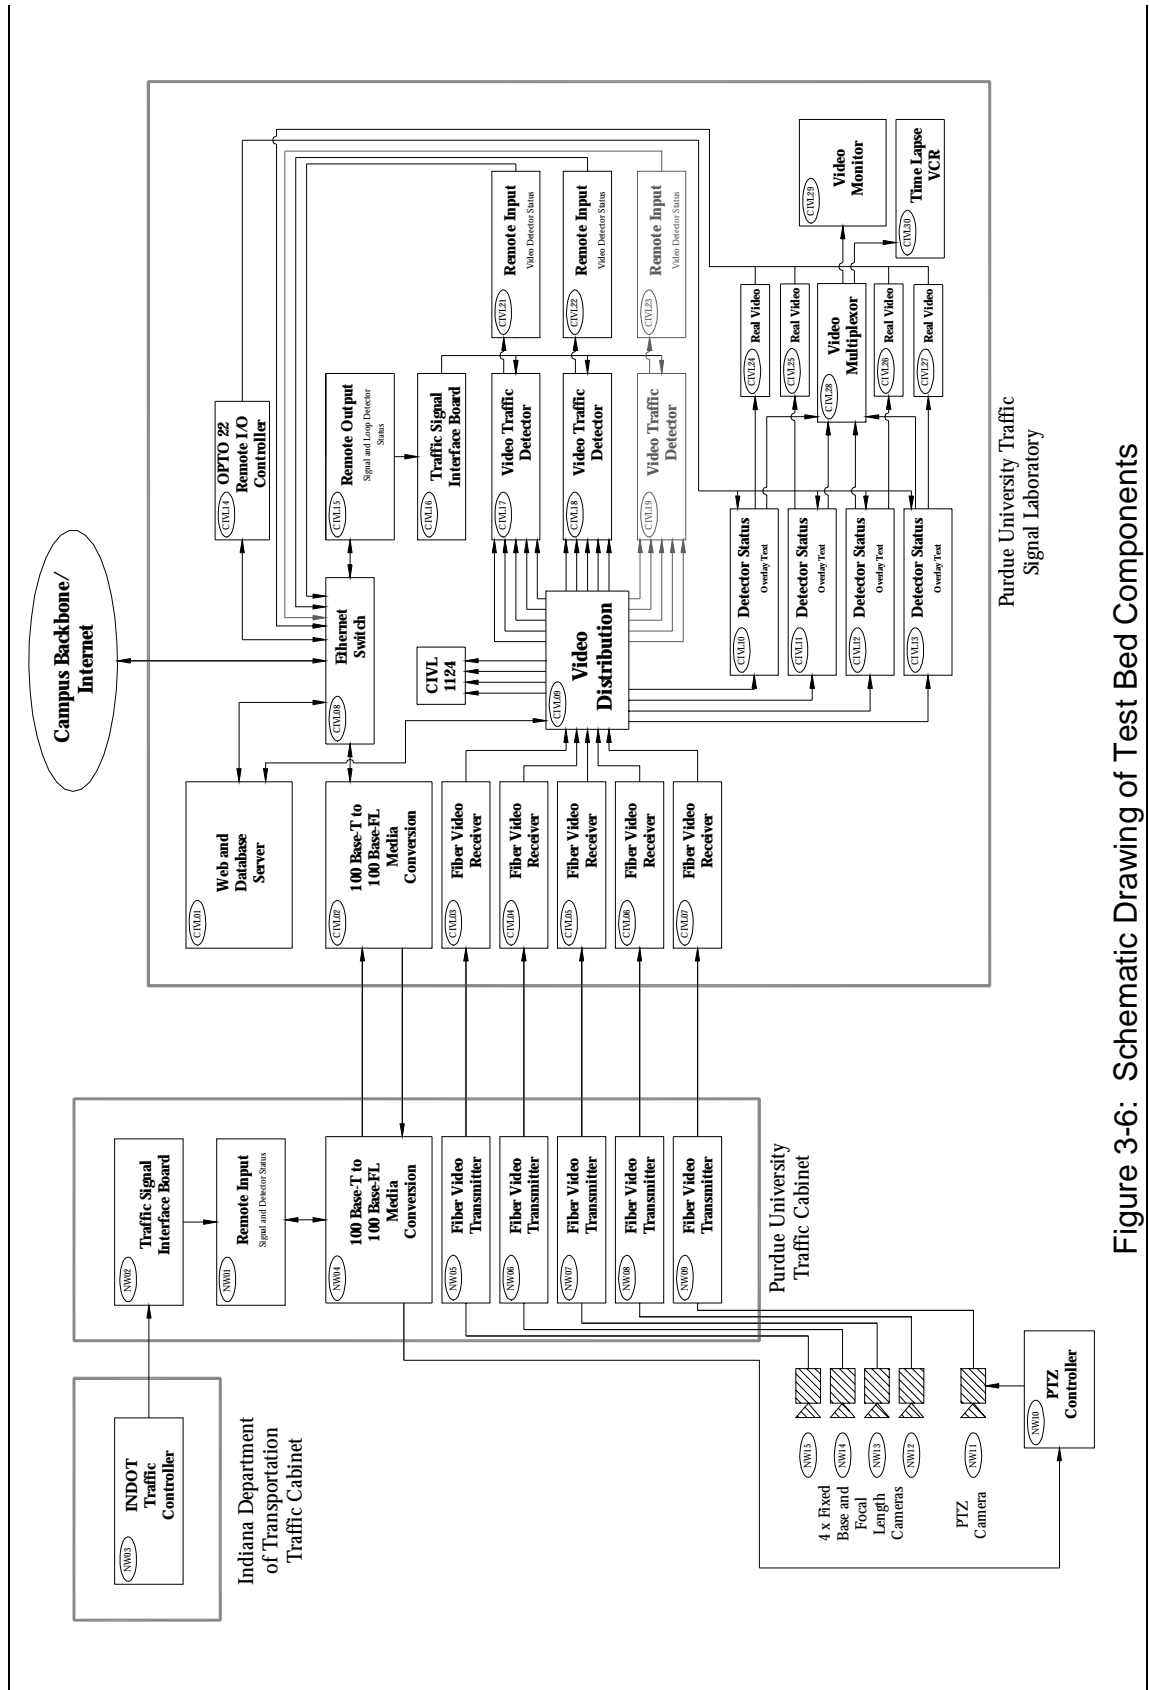 Campus Backbone/
Internet
CIVL01
Web and
Database
Server
CIVL02
100 Base-T to
100 Base-FL
Media
Conversion
CIVL03
Fiber Video
Receiver
CIVL04
Fiber Video
Receiver
CIVL05
Fiber Video
Receiver
CIVL06
Fiber Video
Receiver
CIVL07
Fiber Video
Receiver
CIVL08
Ethernet
Switch
CIVL
1124
CIVL09
Video
Distribution
CIVL10
Detector Status
Overlay Text
CIVL11
Detector Status
Overlay Text
CIVL12
Detector Status
Overlay Text
CIVL13
Detector Status
Overlay Text
CIVL14
OPTO 22
Remote I/O
Controller
CIVL15
Remote Output
Signal and Loop Detector
Status
CIVL16
Traffic Signal
Interface Board
CIVL17
Video Traffic
Detector
CIVL18
Video Traffic
Detector
CIVL19
Video Traffic
Detector
CIVL21
Remote Input
Video Detector Status
CIVL22
Remote Input
Video Detector Status
CIVL23
Remote Input
Video Detector Status
CIVL24
Real Video
CIVL25
Real Video
CIVL28
Video
Multiplexor
CIVL26
Real Video
CIVL27
Real Video
CIVL29
Video
Monitor
CIVL30
Time Lapse
VCR
Purdue University Traffic
Signal Laboratory
NW03
INDOT
Traffic
Controller
Indiana Department
of Transportation
Traffic Cabinet
NW02
Traffic Signal
Interface Board
NW01
Remote Input
Signal and Detector Status
NW04
100 Base-T to
100 Base-FL
Media
Conversion
NW05
Fiber Video
Transmitter
NW06
Fiber Video
Transmitter
NW07
Fiber Video
Transmitter
NW08
Fiber Video
Transmitter
NW09
Fiber Video
Transmitter
Purdue University
Traffic Cabinet
NW15
NW14
NW13
NW12
4 x Fixed
Base and
Focal
Length
Cameras
NW11
PTZ
Camera
NW10
PTZ
Controller
Figure 3-6: Schematic Drawing of Test Bed Components